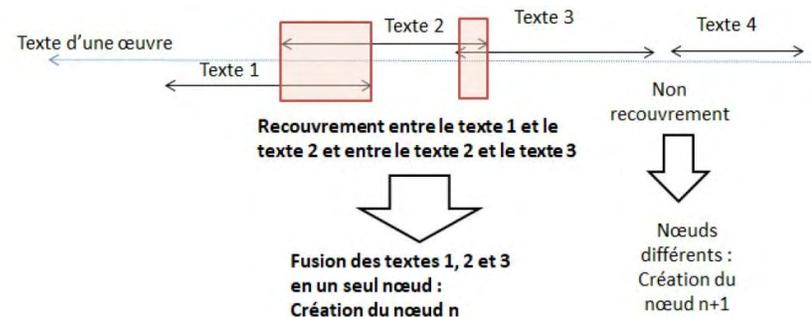 Texte d'une œuvre
Texte 1
Texte 2
Texte 3
Texte 4
Recouvrement entre le texte 1 et le
texte 2 et entre le texte 2 et le texte3
Non
recouvrement
Fusion des textes 1, 2 et 3
en un seul nœud :
Création du nœud n
Nœuds
différents :
Création du
nœud n+1